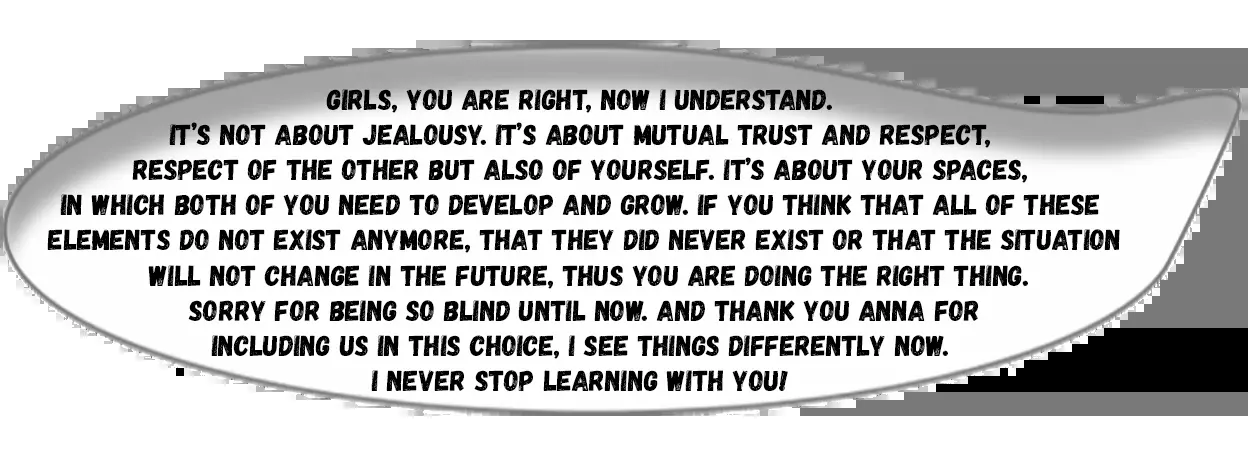 GIRLS, YOU ARE RIGHT, NOW I UNDERSTAND.
IT'S NOT ABOUT JEALOUSY. IT'S ABOUT MUTUAL TRUST AND RESPECT,
RESPECT OF THE OTHER BUT ALSO OF YOURSELF. IT'S ABOUT YOUR SPACES,
IN WHICH BOTH OF YOU NEED TO DEVELOP AND GROW. IF YOU THINK THAT ALL OF THESE
ELEMENTS DO NOT EXIST ANYMORE, THAT THEY DID NEVER EXIST OR THAT THE SITUATION
WILL NOT CHANGE IN THE FUTURE, THUS YOU ARE DOING THE RIGHT THING.
SORRY FOR BEING SO BLIND UNTIL NOW. AND THANK YOU ANNA FOR
INCLUDING US IN THIS CHOICE, I SEE THINGS DIFFERENTLY NOW.
I NEVER STOP LEARNING WITH YOU!